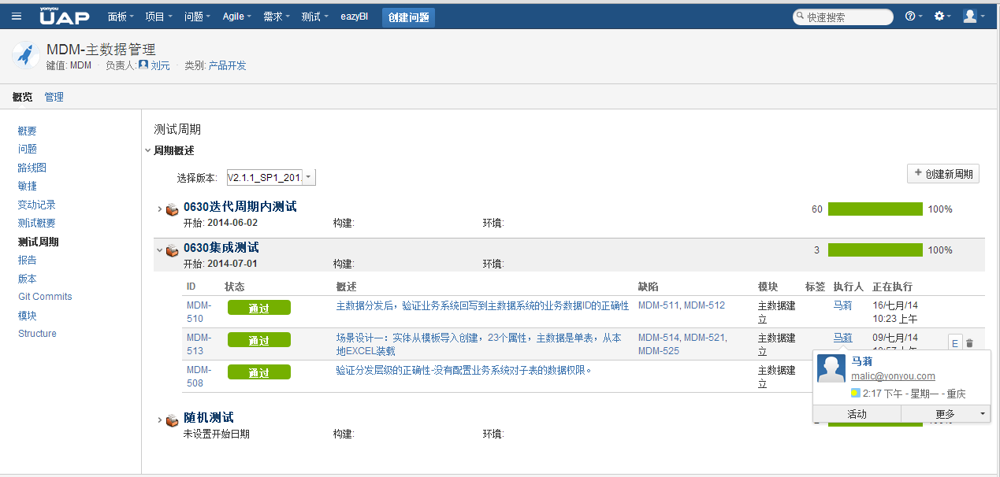 yonyou
UAP 面板 项目 问题 Agile 需求 测试 eazyBI 创建问题 快速搜索
MDM-主数据管理
键值: MDM · 负责人: 刘元 · 类别: 产品开发
概览 管理
概要
问题
路线图
敏捷
变动记录
测试概要
测试周期
报告
版本
Git Commits
模块
Structure
测试周期
周期概述
选择版本: V2.1.1_SP1_201
+ 创建新周期
0630迭代周期内测试
开始: 2014-06-02 构建: 环境:
60 100%
0630集成测试
开始: 2014-07-01 构建: 环境:
3 100%
ID 状态 概述 缺陷 模块 标签 执行人 正在执行
MDM-510 通过 主数据分发后，验证业务系统回写到主数据系统的业务数据ID的正确性 MDM-511, MDM-512 主数据建立 马莉 16/七月/14 10:23 上午
MDM-513 通过 场景设计一：实体从模板导入创建，23个属性，主数据是单表，从本地EXCEL装载 MDM-514, MDM-521, MDM-525 主数据建立 马莉 09/七月/14 E
MDM-508 通过 验证分发层级的正确性-没有配置业务系统对子表的数据权限。 主数据建立
马莉
malic@yonyou.com
2:17 下午 - 星期一 - 重庆
活动 更多
随机测试
未设置开始日期 构建: 环境: